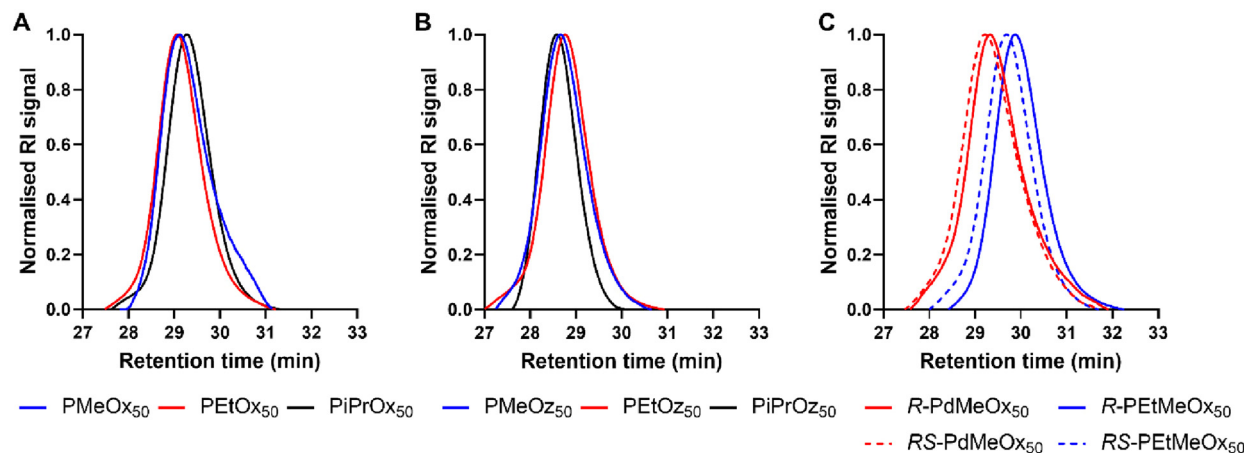 A
B
C
Normalised RI signal
1.0
0.8
0.6
0.4
0.2
0.0
27 28 29 30 31 32 33
Retention time (min)
Normalised RI signal
1.0
0.8
0.6
0.4
0.2
0.0
27 28 29 30 31 32 33
Retention time (min)
Normalised RI signal
1.0
0.8
0.6
0.4
0.2
0.0
27 28 29 30 31 32 33
Retention time (min)
PMeOx₅₀ PEtOx₅₀ PiPrOx₅₀
PMeOz₅₀ PEtOz₅₀ PiPrOz₅₀
R-PdMeOx₅₀ R-PEtMeOx₅₀
RS-PdMeOx₅₀ RS-PEtMeOx₅₀